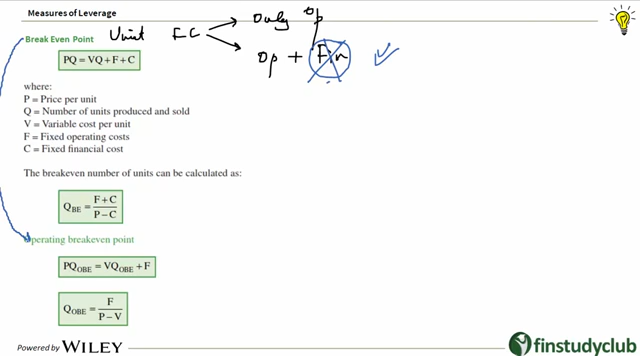 Measures of Leverage
Only Op
Break Even Point Unit FC
Op + Fin
PQ = VQ + F + C
where:
P = Price per unit
Q = Number of units produced and sold
V = Variable cost per unit
F = Fixed operating costs
C = Fixed financial cost
The breakeven number of units can be calculated as:
Q_BE = (F + C) / (P − C)
Operating breakeven point
PQ_OBE = VQ_OBE + F
Q_OBE = F / (P − V)
Powered by WILEY
finstudyclub